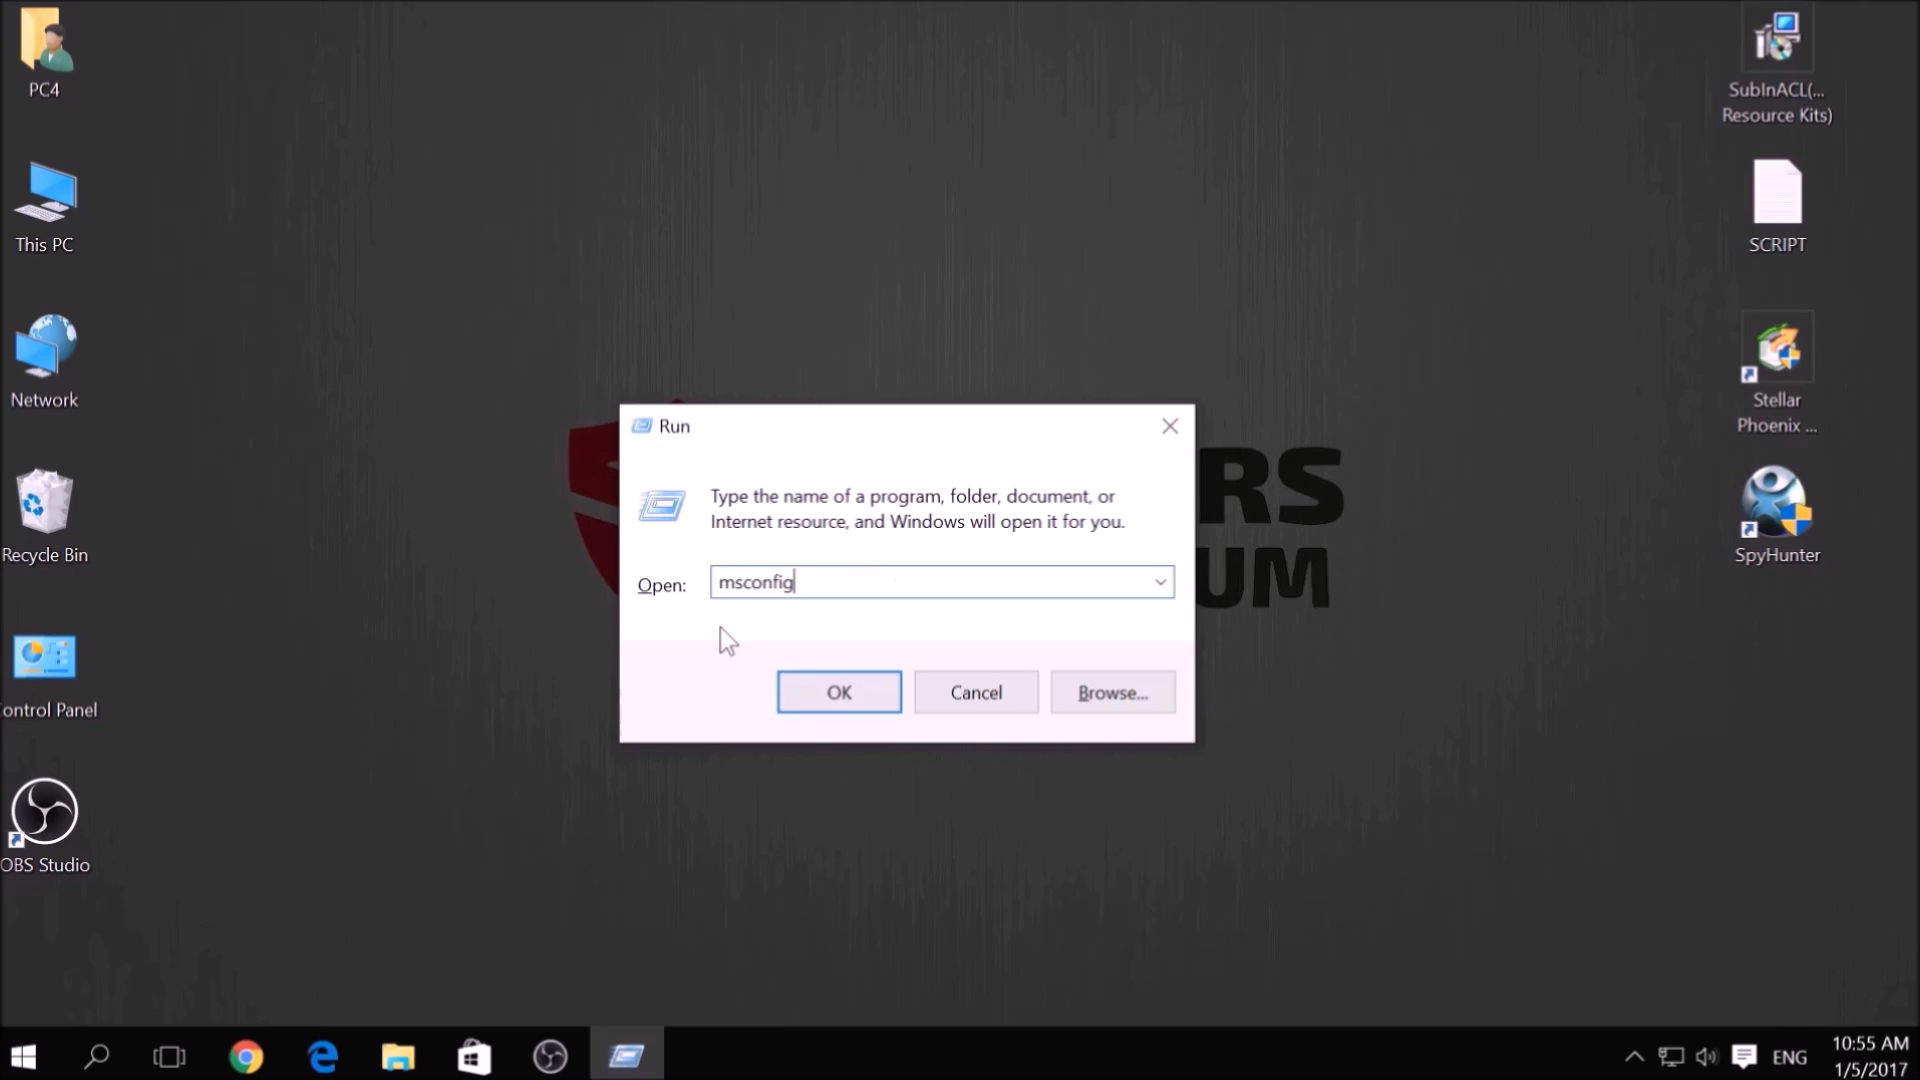 PC4
This PC
Network
Recycle Bin
ontrol Panel
OBS Studio
SubInACL(...
Resource Kits)
SCRIPT
Stellar
Phoenix ...
SpyHunter
RS
UM
Run
Type the name of a program, folder, document, or
Internet resource, and Windows will open it for you.
Open:
msconfig
OK
Cancel
Browse...
ENG
10:55 AM
1/5/2017